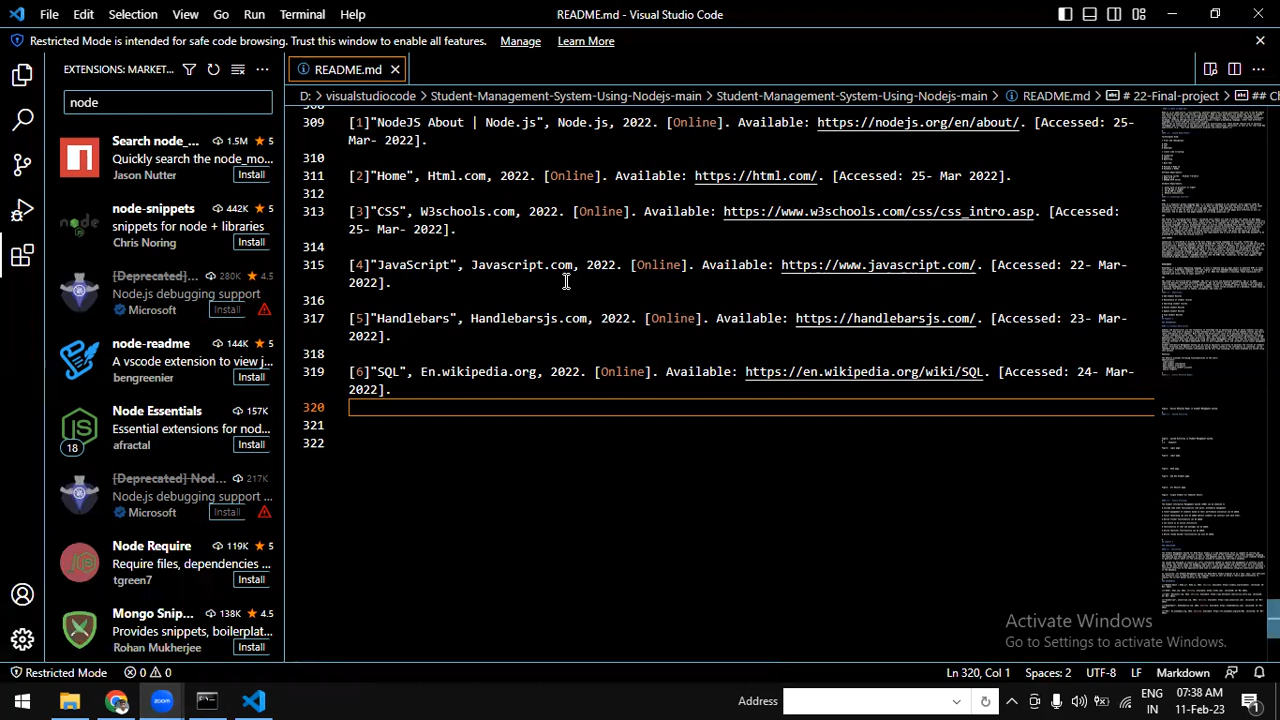 File Edit Selection View Go Run Terminal Help README.md - Visual Studio Code
Restricted Mode is intended for safe code browsing. Trust this window to enable all features. Manage Learn More
EXTENSIONS: MARKET...
README.md
node
D: > visualstudiocode > Student-Management-System-Using-Nodejs-main > Student-Management-System-Using-Nodejs-main > README.md > # 22-Final-project >
Search node_... 1.5M ★ 5
Quickly search the node_mo...
Jason Nutter Install
node-snippets 442K ★ 5
snippets for node + libraries
Chris Noring Install
[Deprecated]... 280K ★ 4.5
Node.js debugging support
Microsoft Install
node-readme 144K ★ 5
A vscode extension to view j...
bengreenier Install
Node Essentials 157K
Essential extensions for nod...
18
afractal Install
[Deprecated] Nod... 217K
Node.js debugging support ...
Microsoft Install
Node Require 119K ★ 5
Require files, dependencies ...
tgreen7 Install
Mongo Snip... 138K ★ 4.5
Provides snippets, boilerplat...
Rohan Mukherjee Install
308
309 [1]"NodeJS About | Node.js", Node.js, 2022. [Online]. Available: https://nodejs.org/en/about/. [Accessed: 25-
Mar- 2022].
310
311 [2]"Home", Html.com, 2022. [Online]. Available: https://html.com/. [Accessed: 25- Mar 2022].
312
313 [3]"CSS", W3schools.com, 2022. [Online]. Available: https://www.w3schools.com/css/css_intro.asp. [Accessed:
25- Mar- 2022].
314
315 [4]"JavaScript", Javascript.com, 2022. [Online]. Available: https://www.javascript.com/. [Accessed: 22- Mar-
2022].
316
317 [5]"Handlebars", Handlebarsjs.com, 2022. [Online]. Available: https://handlebarsjs.com/. [Accessed: 23- Mar-
2022].
318
319 [6]"SQL", En.wikipedia.org, 2022. [Online]. Available: https://en.wikipedia.org/wiki/SQL. [Accessed: 24- Mar-
2022].
320
321
322
Activate Windows
Go to Settings to activate Windows.
Restricted Mode 0 0 Ln 320, Col 1 Spaces: 2 UTF-8 LF Markdown
zoom Address ENG 07:38 AM
IN 11-Feb-23 1